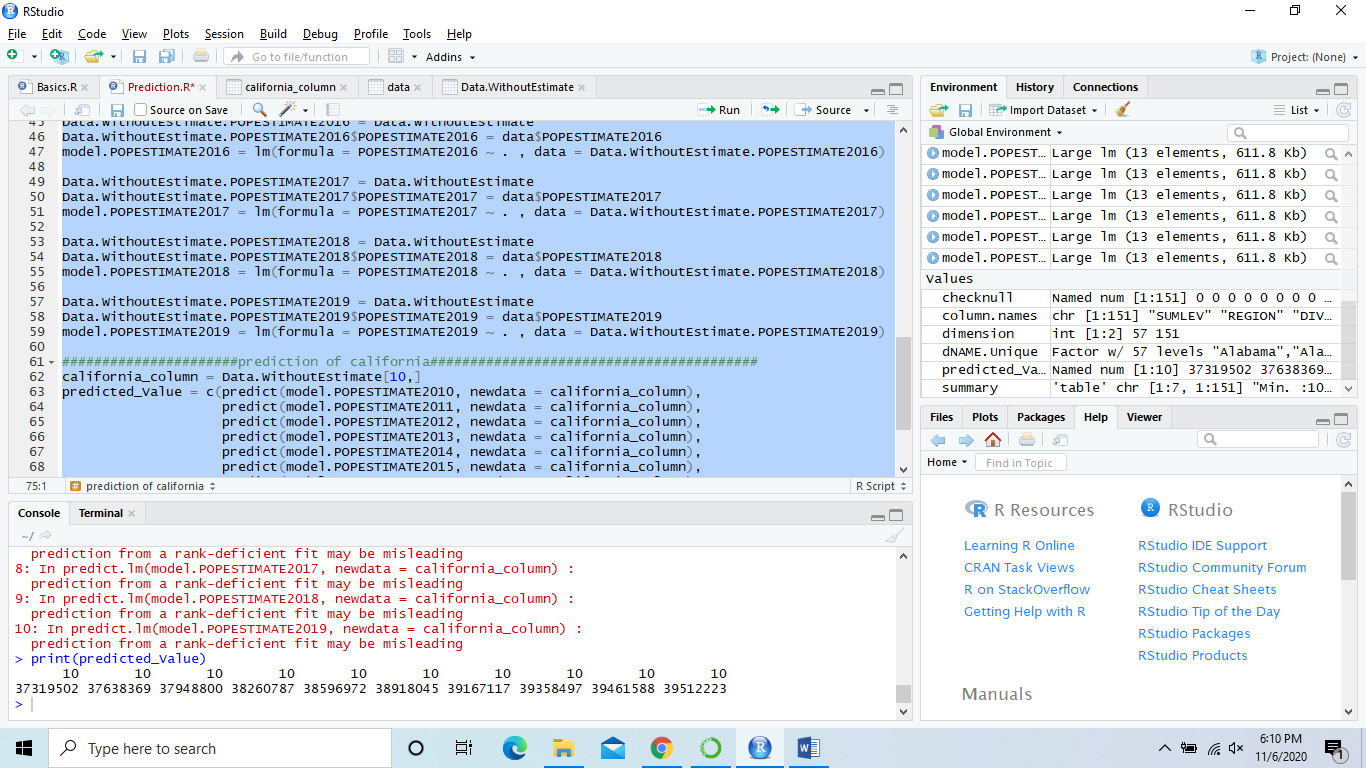 RStudio
File Edit Code View Plots Session Build Debug Profile Tools Help
Go to file/function Addins Project: (None)
Basics.R Prediction.R* california_column data Data.WithoutEstimate
Source on Save Run Source
45 Data.WithoutEstimate.POPESTIMATE2016 = Data.WithoutEstimate
46 Data.WithoutEstimate.POPESTIMATE2016$POPESTIMATE2016 = data$POPESTIMATE2016
47 model.POPESTIMATE2016 = lm(formula = POPESTIMATE2016 ~ . , data = Data.WithoutEstimate.POPESTIMATE2016)
48
49 Data.WithoutEstimate.POPESTIMATE2017 = Data.WithoutEstimate
50 Data.WithoutEstimate.POPESTIMATE2017$POPESTIMATE2017 = data$POPESTIMATE2017
51 model.POPESTIMATE2017 = lm(formula = POPESTIMATE2017 ~ . , data = Data.WithoutEstimate.POPESTIMATE2017)
52
53 Data.WithoutEstimate.POPESTIMATE2018 = Data.WithoutEstimate
54 Data.WithoutEstimate.POPESTIMATE2018$POPESTIMATE2018 = data$POPESTIMATE2018
55 model.POPESTIMATE2018 = lm(formula = POPESTIMATE2018 ~ . , data = Data.WithoutEstimate.POPESTIMATE2018)
56
57 Data.WithoutEstimate.POPESTIMATE2019 = Data.WithoutEstimate
58 Data.WithoutEstimate.POPESTIMATE2019$POPESTIMATE2019 = data$POPESTIMATE2019
59 model.POPESTIMATE2019 = lm(formula = POPESTIMATE2019 ~ . , data = Data.WithoutEstimate.POPESTIMATE2019)
60
61 ######################prediction of california#########################################
62 california_column = Data.WithoutEstimate[10,]
63 predicted_Value = c(predict(model.POPESTIMATE2010, newdata = california_column),
64 predict(model.POPESTIMATE2011, newdata = california_column),
65 predict(model.POPESTIMATE2012, newdata = california_column),
66 predict(model.POPESTIMATE2013, newdata = california_column),
67 predict(model.POPESTIMATE2014, newdata = california_column),
68 predict(model.POPESTIMATE2015, newdata = california_column),
75:1 # prediction of california R Script
Console Terminal
~/
prediction from a rank-deficient fit may be misleading
8: In predict.lm(model.POPESTIMATE2017, newdata = california_column) :
prediction from a rank-deficient fit may be misleading
9: In predict.lm(model.POPESTIMATE2018, newdata = california_column) :
prediction from a rank-deficient fit may be misleading
10: In predict.lm(model.POPESTIMATE2019, newdata = california_column) :
prediction from a rank-deficient fit may be misleading
> print(predicted_Value)
10 10 10 10 10 10 10 10 10 10
37319502 37638369 37948800 38260787 38596972 38918045 39167117 39358497 39461588 39512223
>
Environment History Connections
Import Dataset List
Global Environment
model.POPEST... Large lm (13 elements, 611.8 Kb)
model.POPEST... Large lm (13 elements, 611.8 Kb)
model.POPEST... Large lm (13 elements, 611.8 Kb)
model.POPEST... Large lm (13 elements, 611.8 Kb)
model.POPEST... Large lm (13 elements, 611.8 Kb)
model.POPEST... Large lm (13 elements, 611.8 Kb)
Values
checknull Named num [1:151] 0 0 0 0 0 0 0 0 ...
column.names chr [1:151] "SUMLEV" "REGION" "DIV...
dimension int [1:2] 57 151
dNAME.Unique Factor w/ 57 levels "Alabama","Ala...
predicted_Va... Named num [1:10] 37319502 37638369...
summary 'table' chr [1:7, 1:151] "Min. :10...
Files Plots Packages Help Viewer
Home Find in Topic
R Resources
Learning R Online
CRAN Task Views
R on StackOverflow
Getting Help with R
RStudio
RStudio IDE Support
RStudio Community Forum
RStudio Cheat Sheets
RStudio Tip of the Day
RStudio Packages
RStudio Products
Manuals
Type here to search
6:10 PM
11/6/2020
1